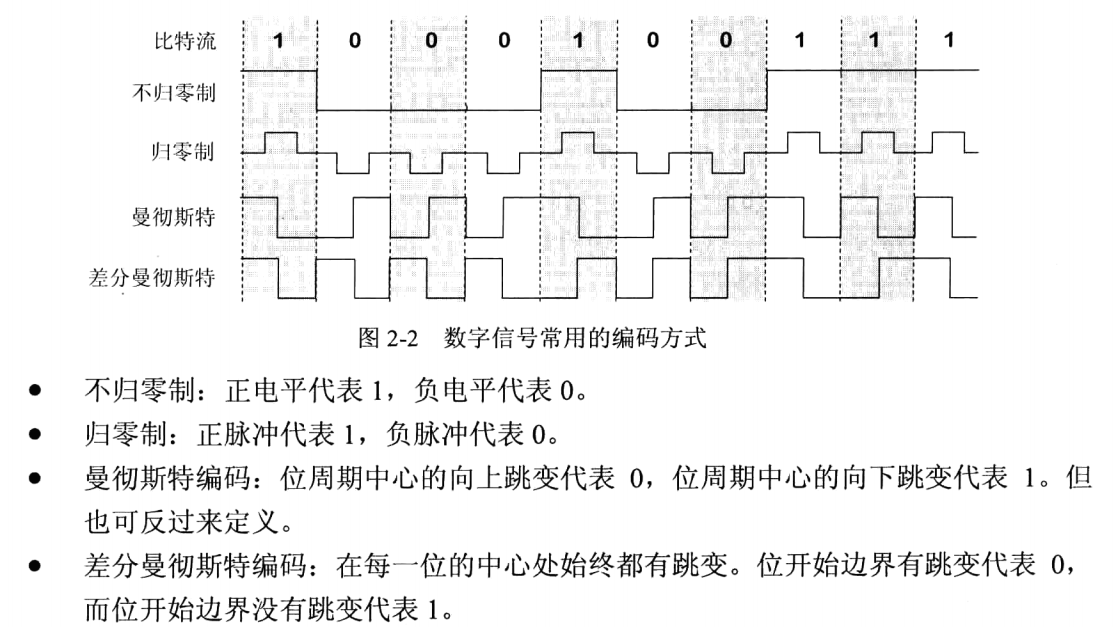 比特流 1 0 0 0 1 0 0 1 1 1
不归零制
归零制
曼彻斯特
差分曼彻斯特
图 2-2 数字信号常用的编码方式
● 不归零制：正电平代表 1，负电平代表 0。
● 归零制：正脉冲代表 1，负脉冲代表 0。
● 曼彻斯特编码：位周期中心的向上跳变代表 0，位周期中心的向下跳变代表 1。但
也可反过来定义。
● 差分曼彻斯特编码：在每一位的中心处始终都有跳变。位开始边界有跳变代表 0，
而位开始边界没有跳变代表 1。